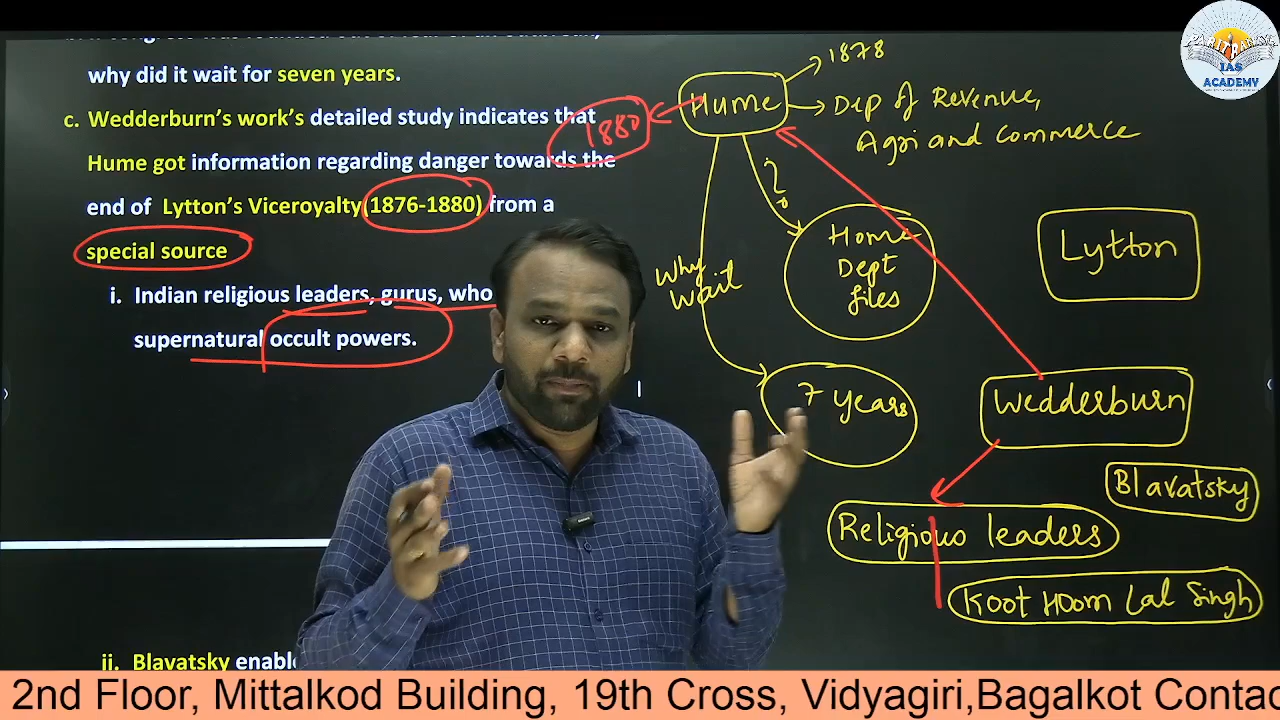 why did it wait for seven years.
c. Wedderburn's work's detailed study indicates that
Hume got information regarding danger towards the
end of Lytton's Viceroyalty(1876-1880) from a
special source
i. Indian religious leaders, gurus, who
supernatural occult powers.
ii. Blavatsky
1880
Hume
1878
Dep of Revenue,
Agri and Commerce
?
Home
Dept
files
Why
wait
7 years
Lytton
Wedderburn
Blavatsky
Religious leaders
Koot Hoom Lal Singh
IAS
ACADEMY
2nd Floor, Mittalkod Building, 19th Cross, Vidyagiri,Bagalkot